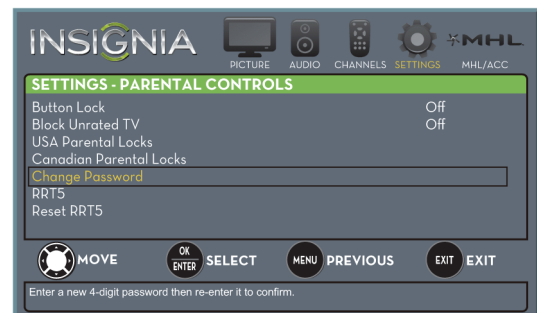 INSIGNIA
MHL
PICTURE AUDIO CHANNELS SETTINGS MHL/ACC
SETTINGS - PARENTAL CONTROLS
Button Lock Off
Block Unrated TV Off
USA Parental Locks
Canadian Parental Locks
Change Password
RRT5
Reset RRT5
MOVE OK ENTER SELECT MENU PREVIOUS EXIT EXIT
Enter a new 4-digit password then re-enter it to confirm.